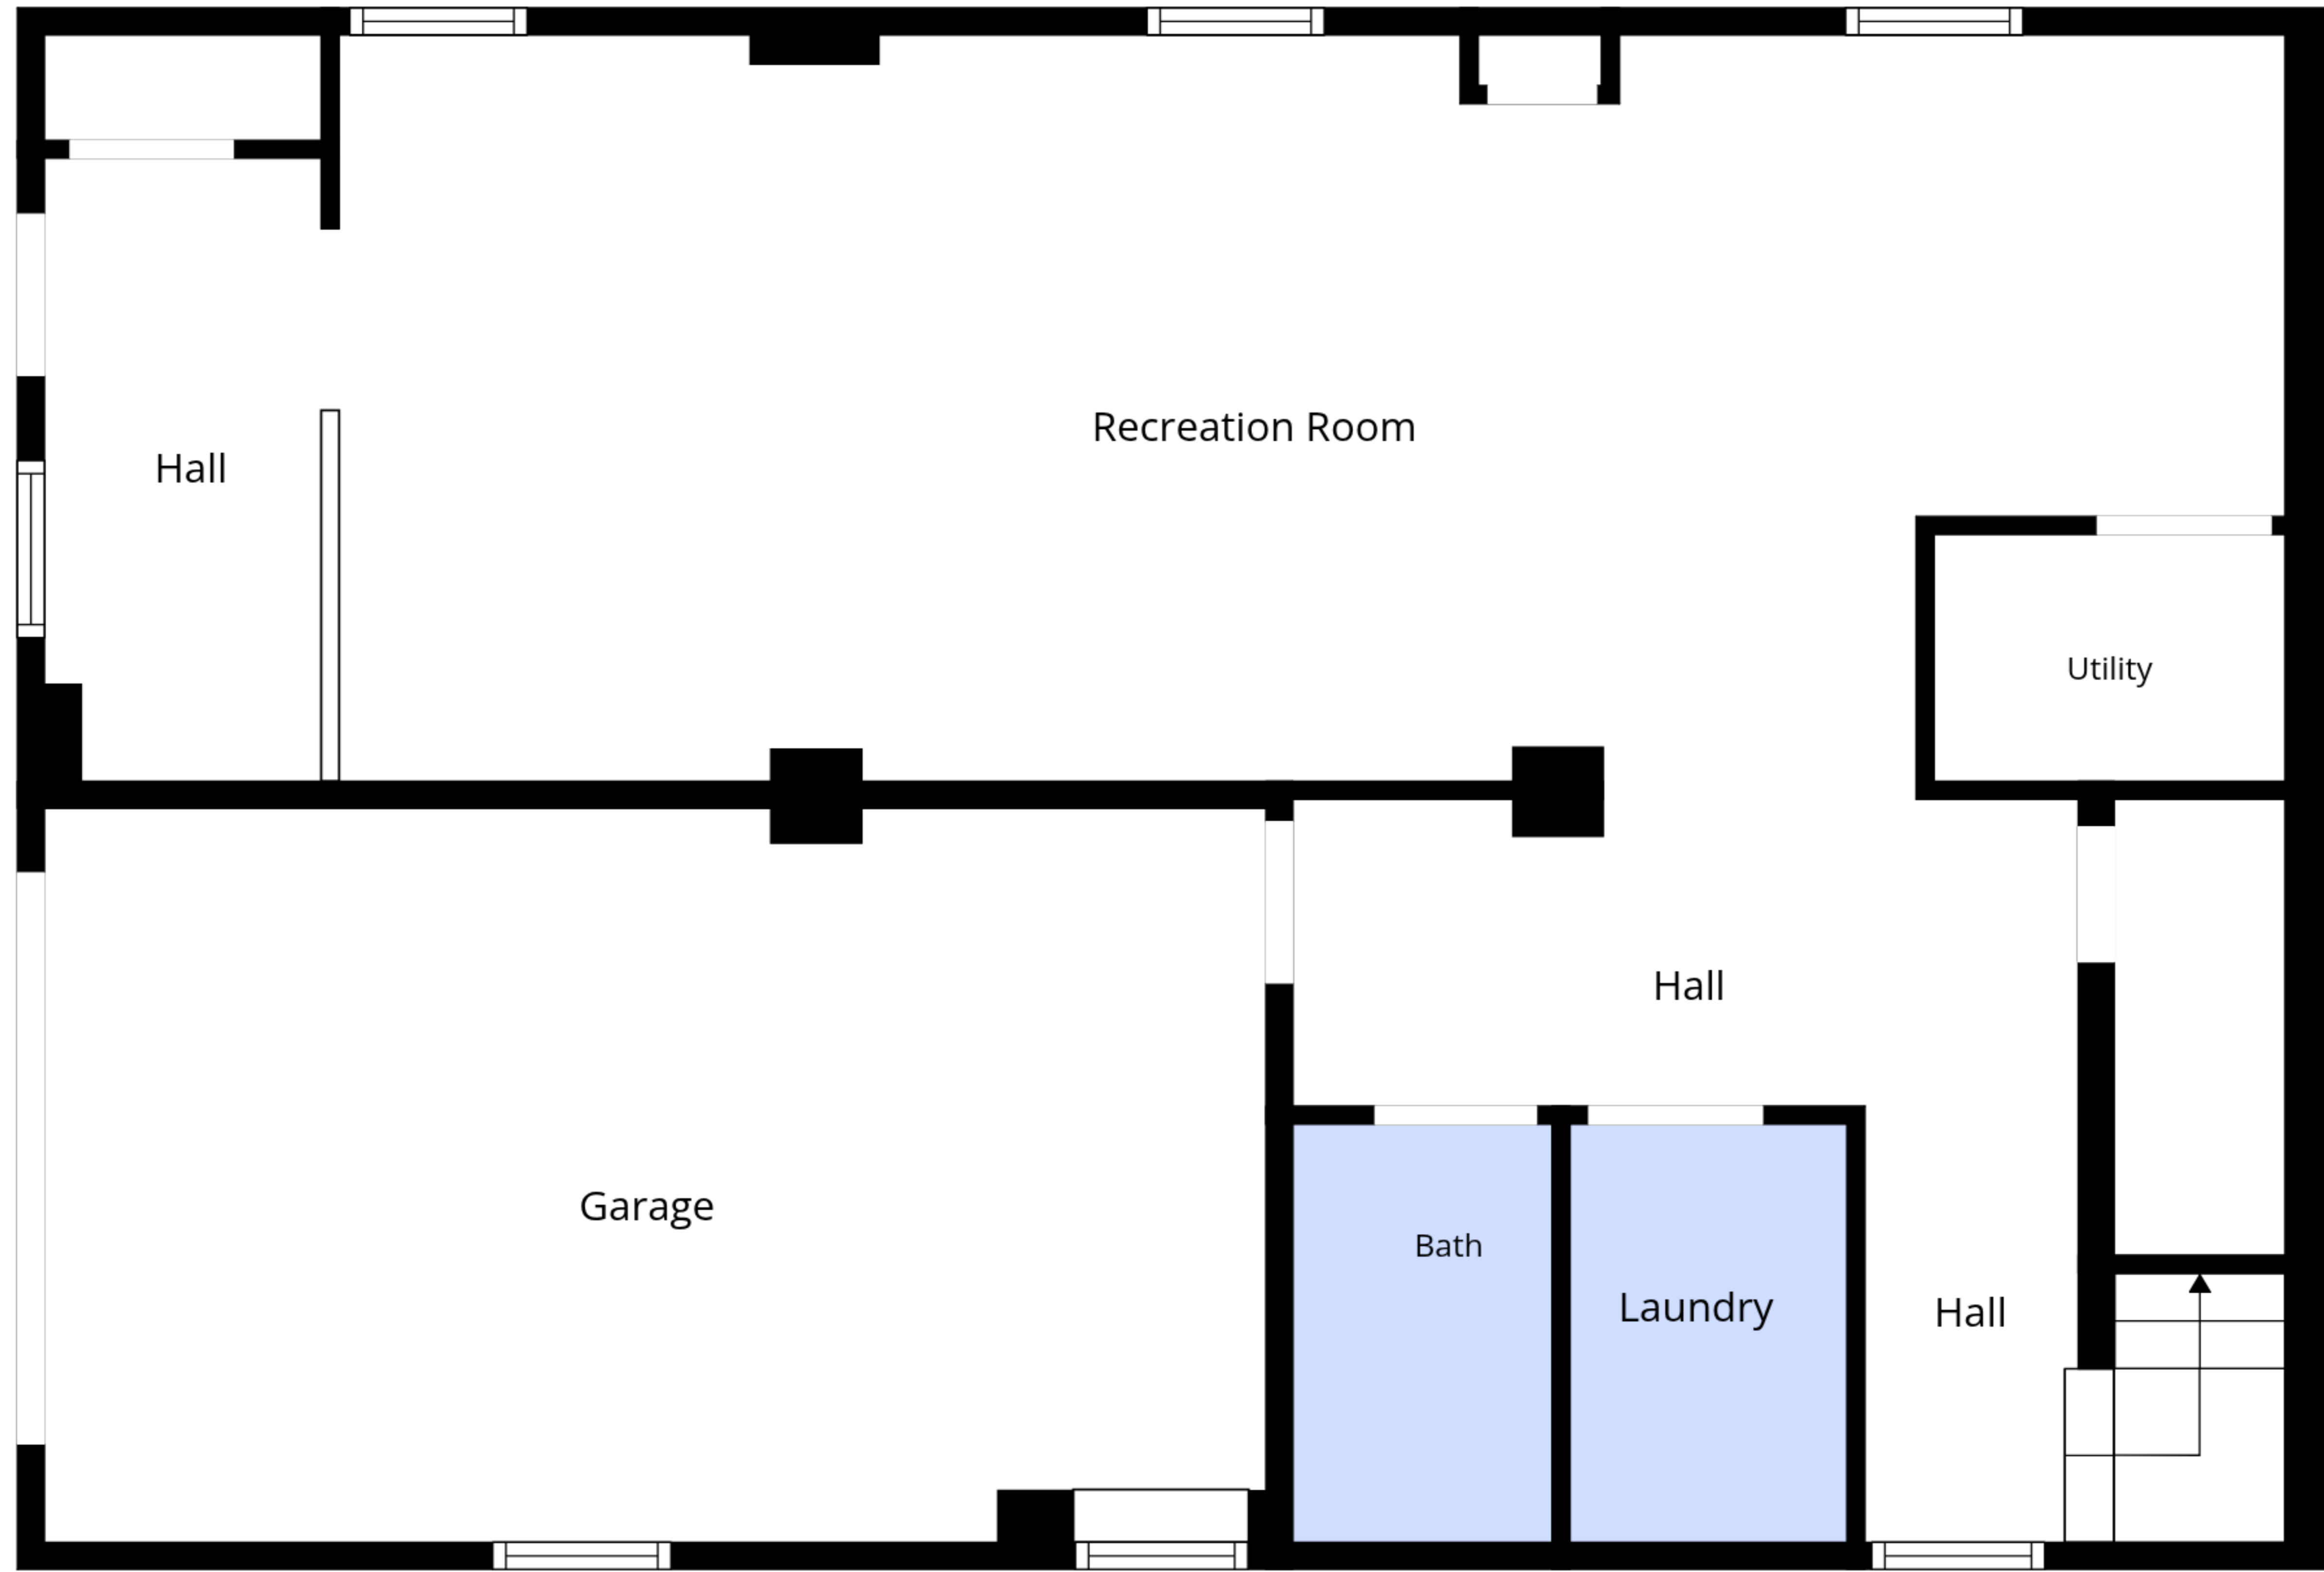 Recreation Room
Hall
Utility
Hall
Garage
Bath
Laundry
Hall